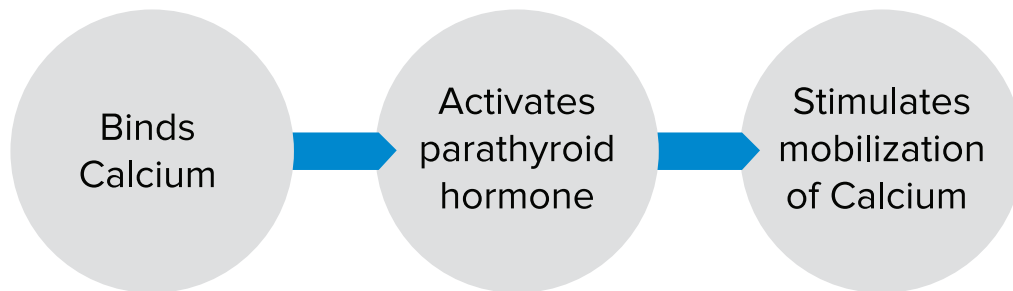 Binds
Calcium
Activates
parathyroid
hormone
Stimulates
mobilization
of Calcium